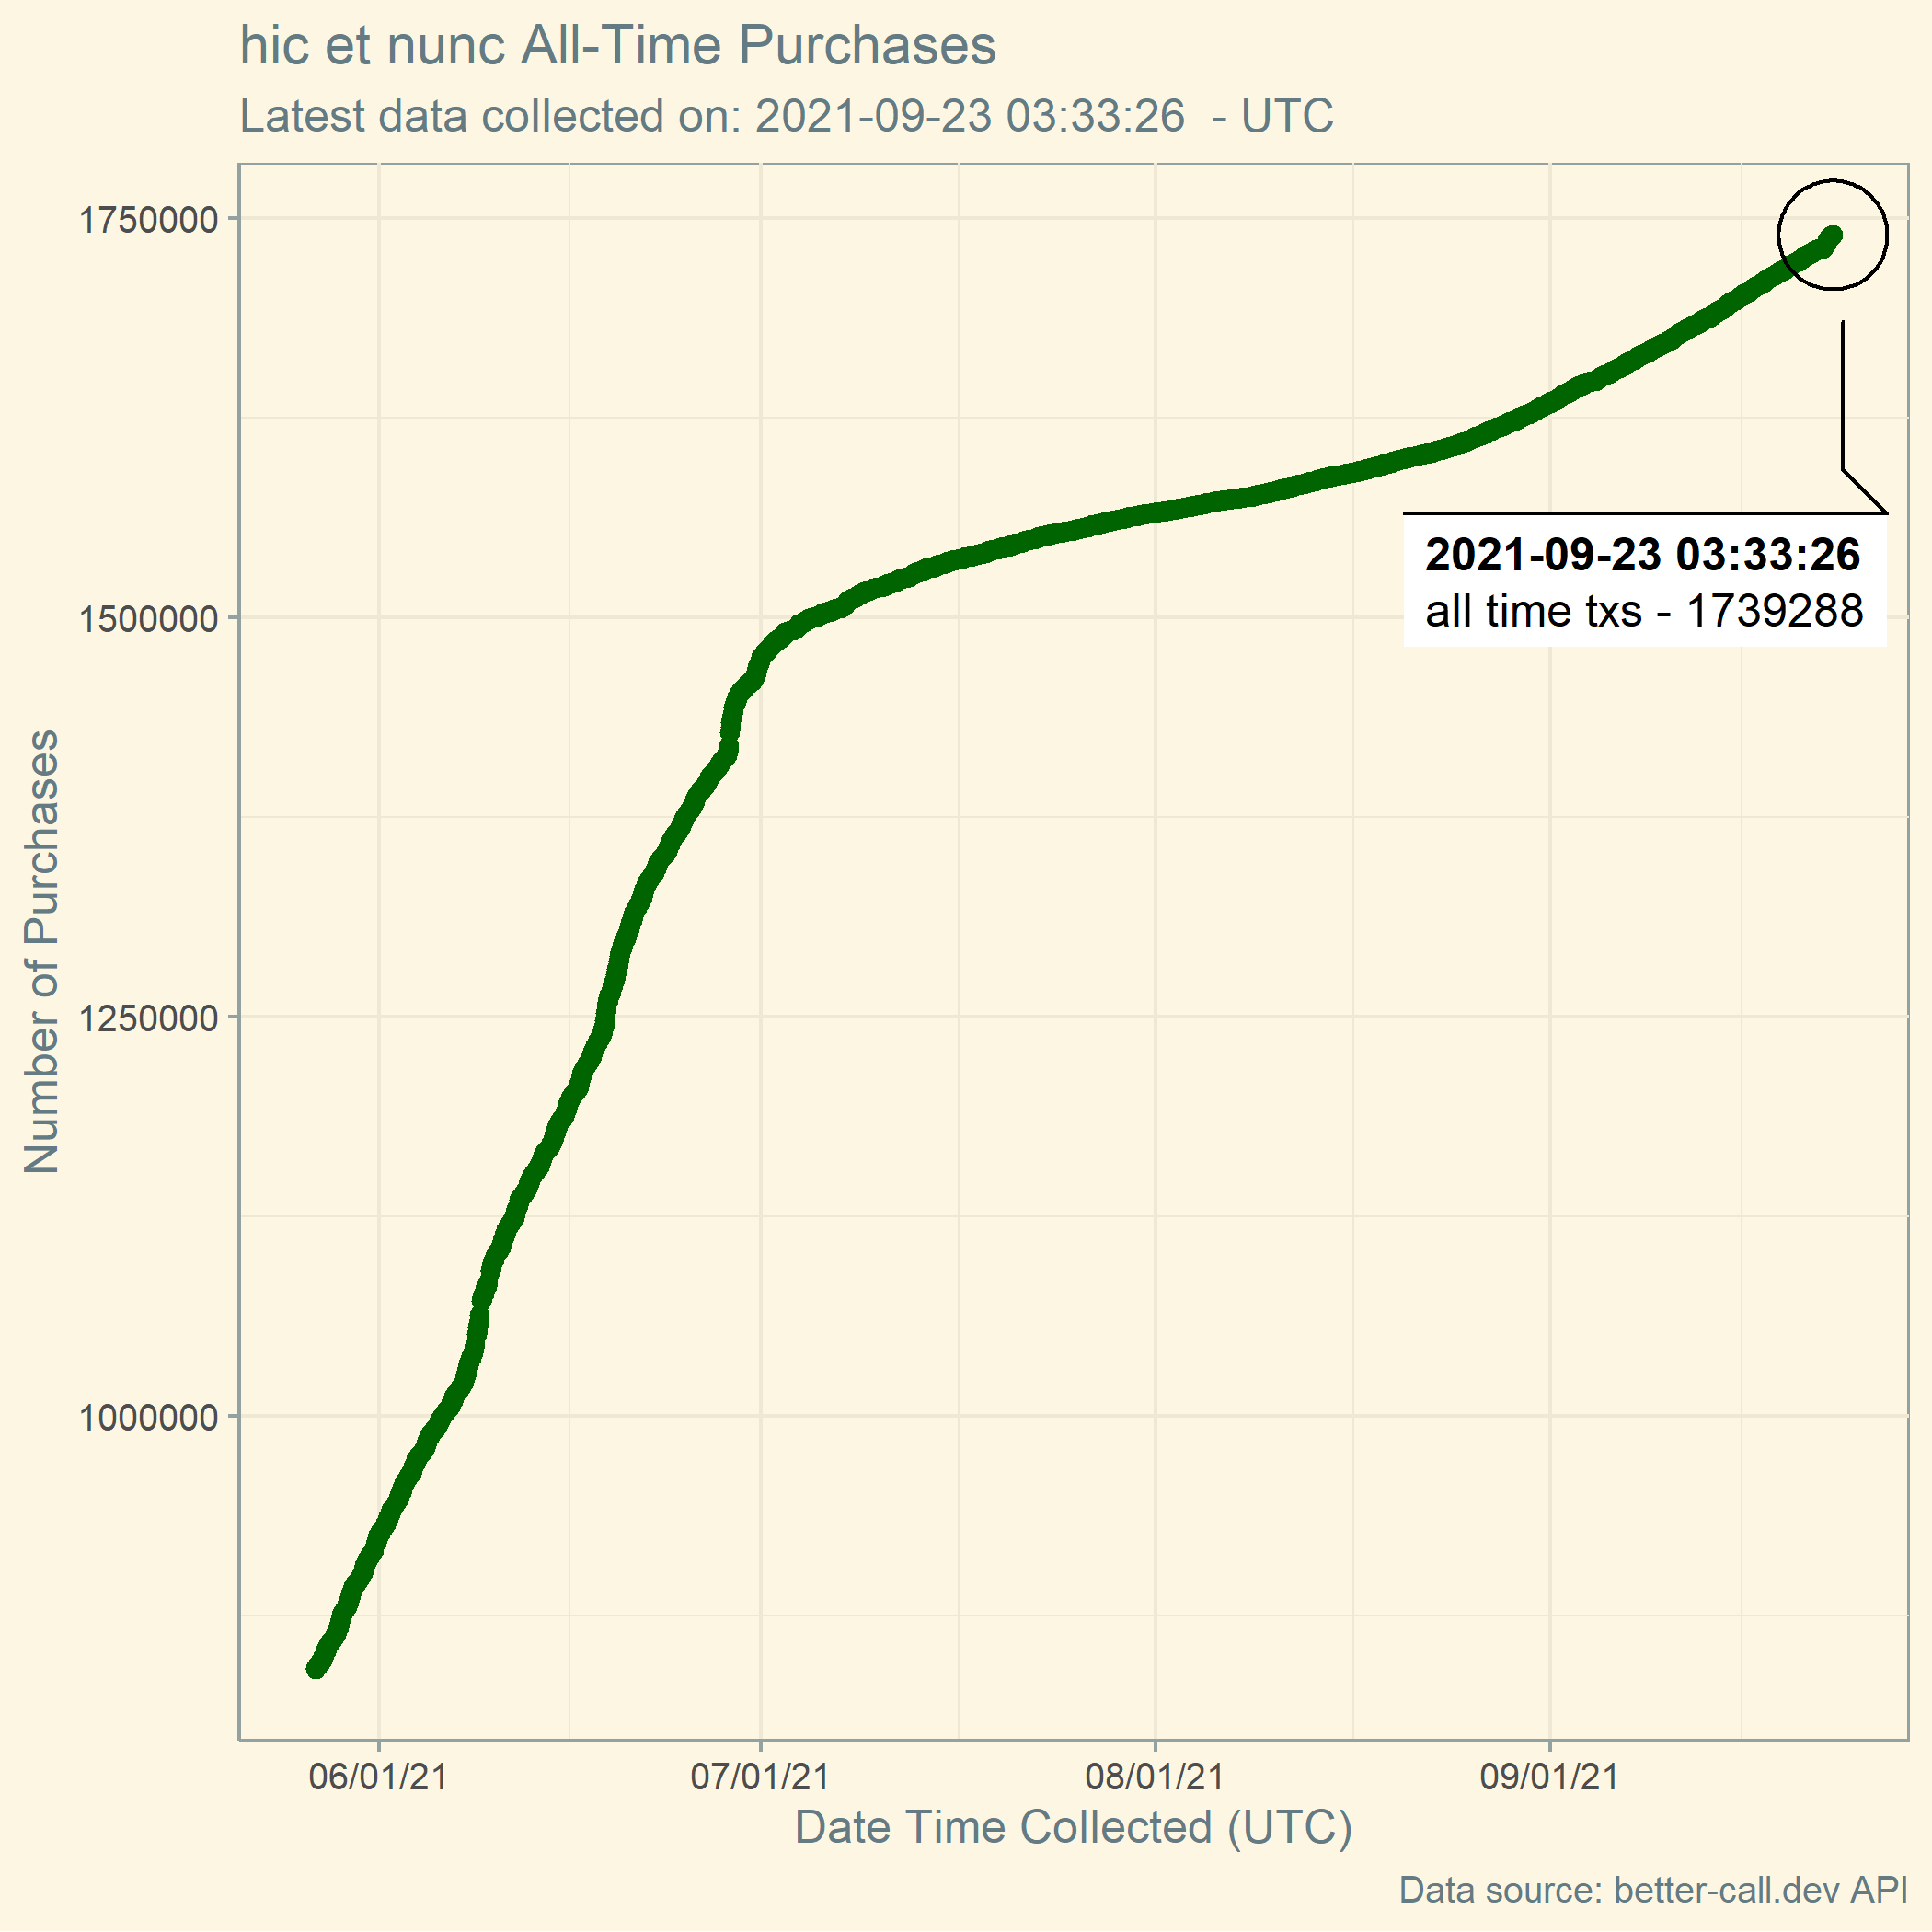 hic et nunc All-Time Purchases
Latest data collected on: 2021-09-23 03:33:26  - UTC
Number of Purchases
1750000
1500000
1250000
1000000
2021-09-23 03:33:26
all time txs - 1739288
06/01/21 07/01/21 08/01/21 09/01/21
Date Time Collected (UTC)
Data source: better-call.dev API